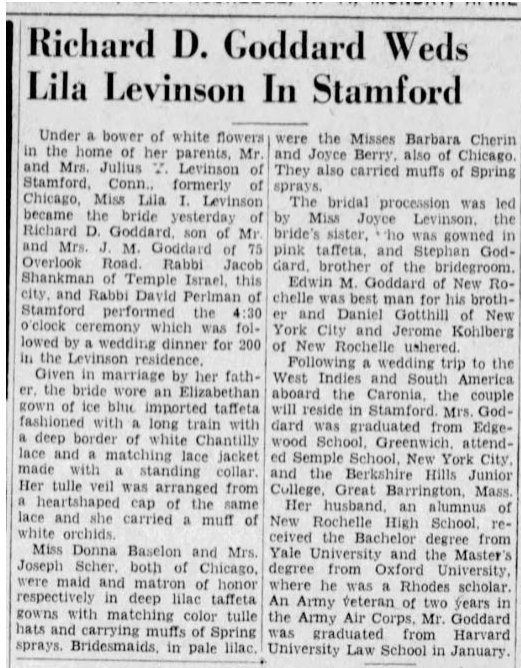 Richard D. Goddard Weds
Lila Levinson In Stamford
Under a bower of white flowers
in the home of her parents, Mr.
and Mrs. Julius Levinson of
Stamford, Conn., formerly of
Chicago, Miss Lila I. Levinson
became the bride yesterday of
Richard D. Goddard, son of Mr.
and Mrs. J. M. Goddard of 75
Overlook Road. Rabbi Jacob
Shankman of Temple Israel, this
city, and Rabbi David Perlman of
Stamford performed the 4:30
o'clock ceremony which was fol-
lowed by a wedding dinner for 200
in the Levinson residence.
Given in marriage by her fath-
er, the bride wore an Elizabethan
gown of ice blue imported taffeta
fashioned with a long train with
a deep border of white Chantilly
lace and a matching lace jacket
made with a standing collar.
Her tulle veil was arranged from
a heartshaped cap of the same
lace and she carried a muff of
white orchids.
Miss Donna Baselon and Mrs.
Joseph Scher, both of Chicago,
were maid and matron of honor
respectively in deep lilac taffeta
gowns with matching color tulle
hats and carrying muffs of Spring
sprays. Bridesmaids, in pale lilac,
were the Misses Barbara Cherin
and Joyce Berry, also of Chicago.
They also carried muffs of Spring
sprays.
The bridal procession was led
by Miss Joyce Levinson, the
bride's sister, who was gowned in
pink taffeta, and Stephan God-
dard, brother of the bridegroom.
Edwin M. Goddard of New Ro-
chelle was best man for his broth-
er and Daniel Gotthill of New
York City and Jerome Kohlberg
of New Rochelle ushered.
Following a wedding trip to the
West Indies and South America
aboard the Caronia, the couple
will reside in Stamford. Mrs. God-
dard was graduated from Edge-
wood School, Greenwich, attend-
ed Semple School, New York City,
and the Berkshire Hills Junior
College, Great Barrington, Mass.
Her husband, an alumnus of
New Rochelle High School, re-
ceived the Bachelor degree from
Yale University and the Master's
degree from Oxford University,
where he was a Rhodes scholar.
An Army veteran of two years in
the Army Air Corps, Mr. Goddard
was graduated from Harvard
University Law School in January.